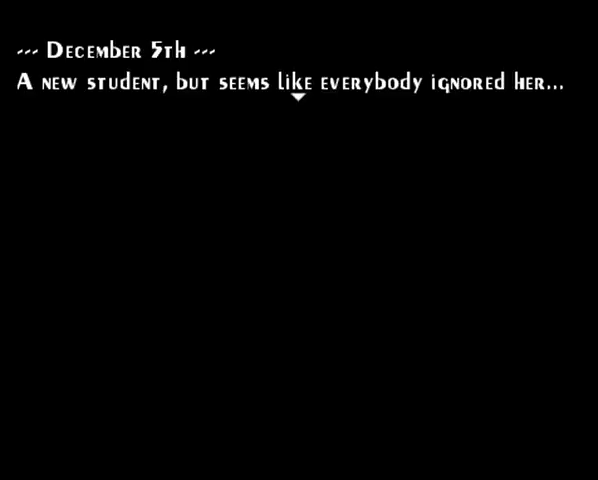 --- December 5th ---
A new student, but seems like everybody ignored her...